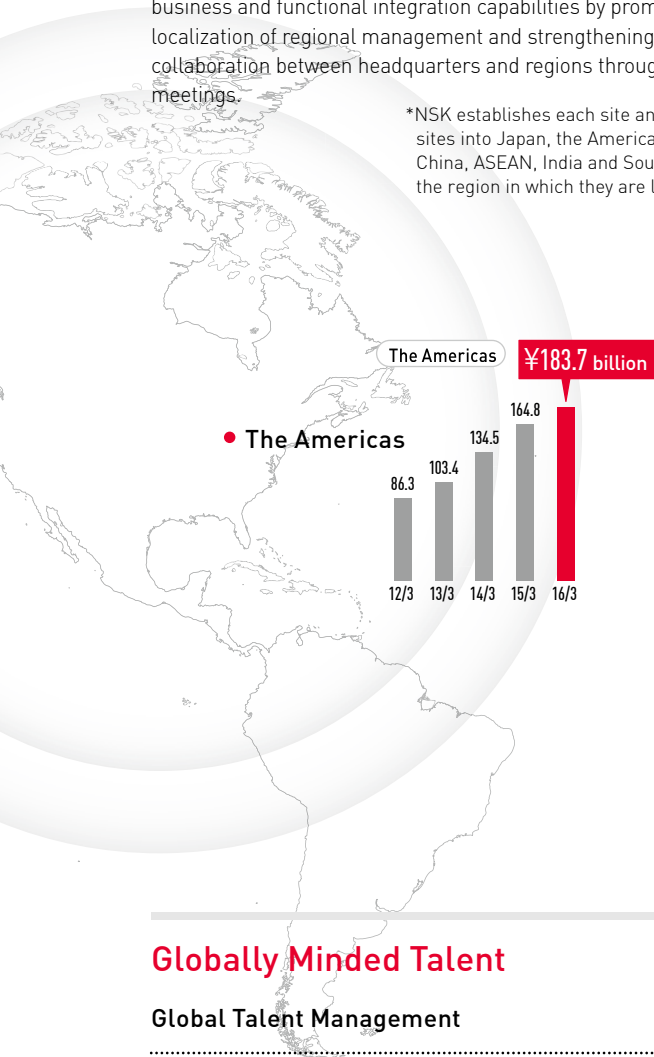 business and functional integration capabilities by prom
localization of regional management and strengthening
collaboration between headquarters and regions throug
meetings.
*NSK establishes each site an
sites into Japan, the America
China, ASEAN, India and Sou
the region in which they are l
The Americas
¥183.7 billion
164.8
134.5
103.4
86.3
The Americas
12/3 13/3 14/3 15/3 16/3
Globally Minded Talent
Global Talent Management